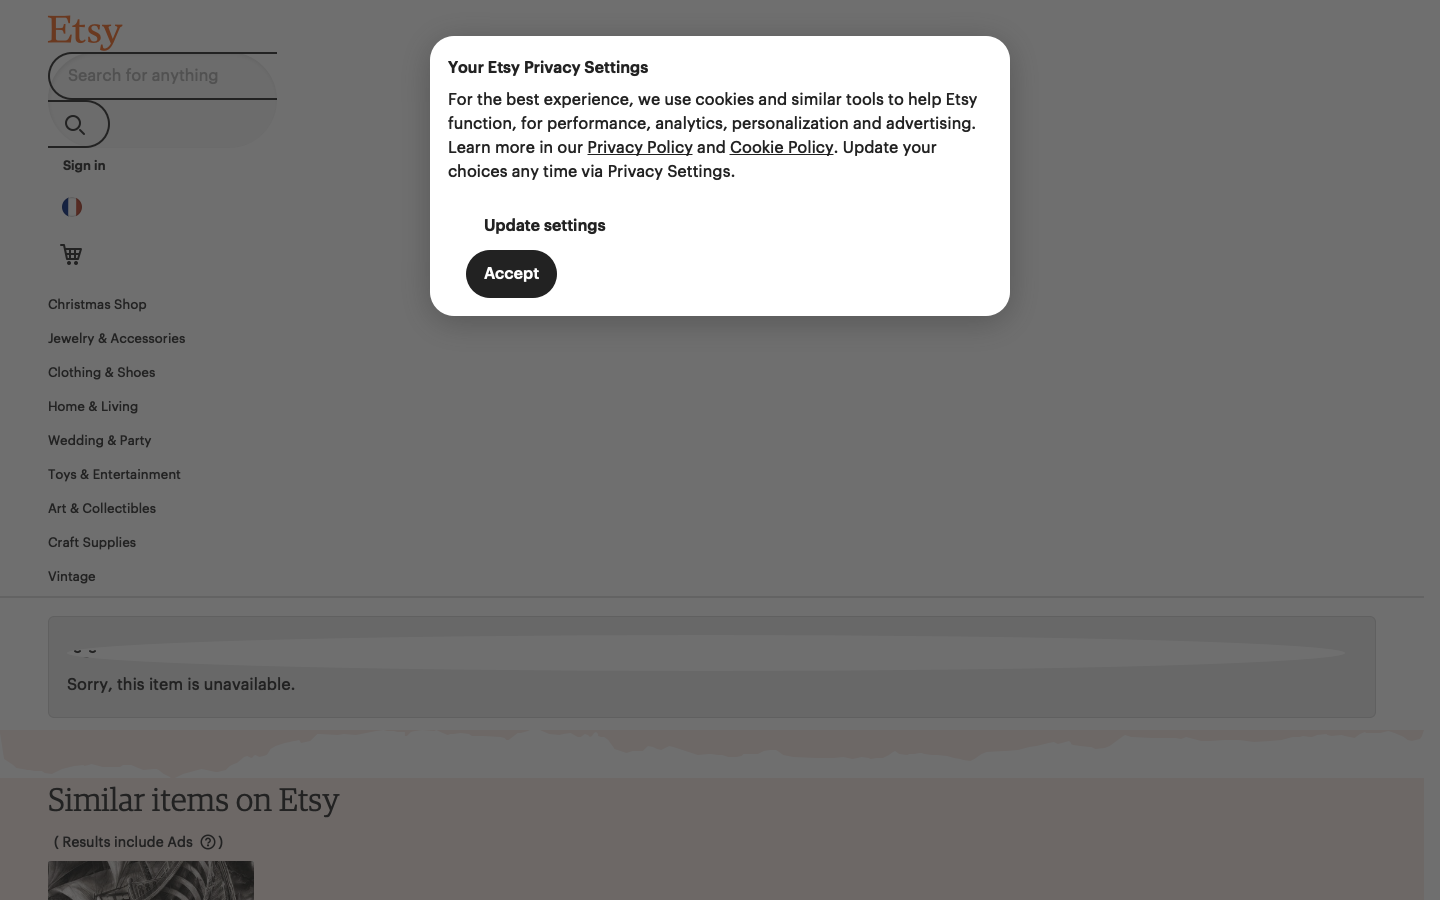 Etsy
Search for anything
Sign in
Christmas Shop
Jewelry & Accessories
Clothing & Shoes
Home & Living
Wedding & Party
Toys & Entertainment
Art & Collectibles
Craft Supplies
Vintage
Your Etsy Privacy Settings
For the best experience, we use cookies and similar tools to help Etsy
function, for performance, analytics, personalization and advertising.
Learn more in our Privacy Policy and Cookie Policy. Update your
choices any time via Privacy Settings.
Update settings
Accept
Sorry, this item is unavailable.
Similar items on Etsy
( Results include Ads ? )